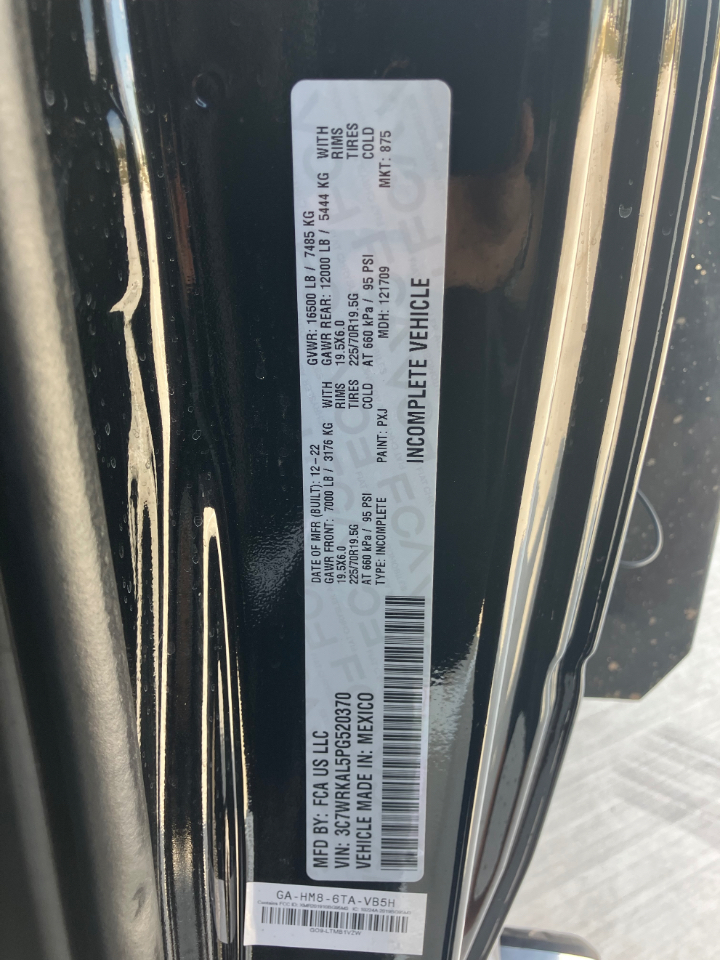 MFD BY: FCA US LLC
DATE OF MFR (BUILT): 12-22
GVWR: 16500 LB / 7485 KG
GAWR FRONT: 7000 LB / 3176 KG WITH
GAWR REAR: 12000 LB / 5444 KG WITH
19.5X6.0 RIMS
19.5X6.0 RIMS
225/70R19.5G TIRES
225/70R19.5G TIRES
AT 660 kPa / 95 PSI COLD
AT 660 kPa / 95 PSI COLD
VIN: 3C7WRKAL5PG520370
TYPE: INCOMPLETE
PAINT: PXJ
MDH: 121709
MKT: 875
VEHICLE MADE IN: MEXICO
INCOMPLETE VEHICLE
GA-HM8-6TA-VB5H